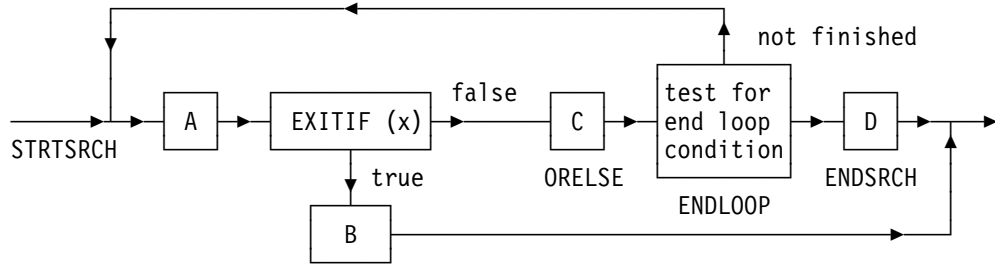 not finished
false
test for
end loop
condition
A
EXITIF (x)
C
D
STRTSRCH
true
ORELSE
ENDSRCH
ENDLOOP
B